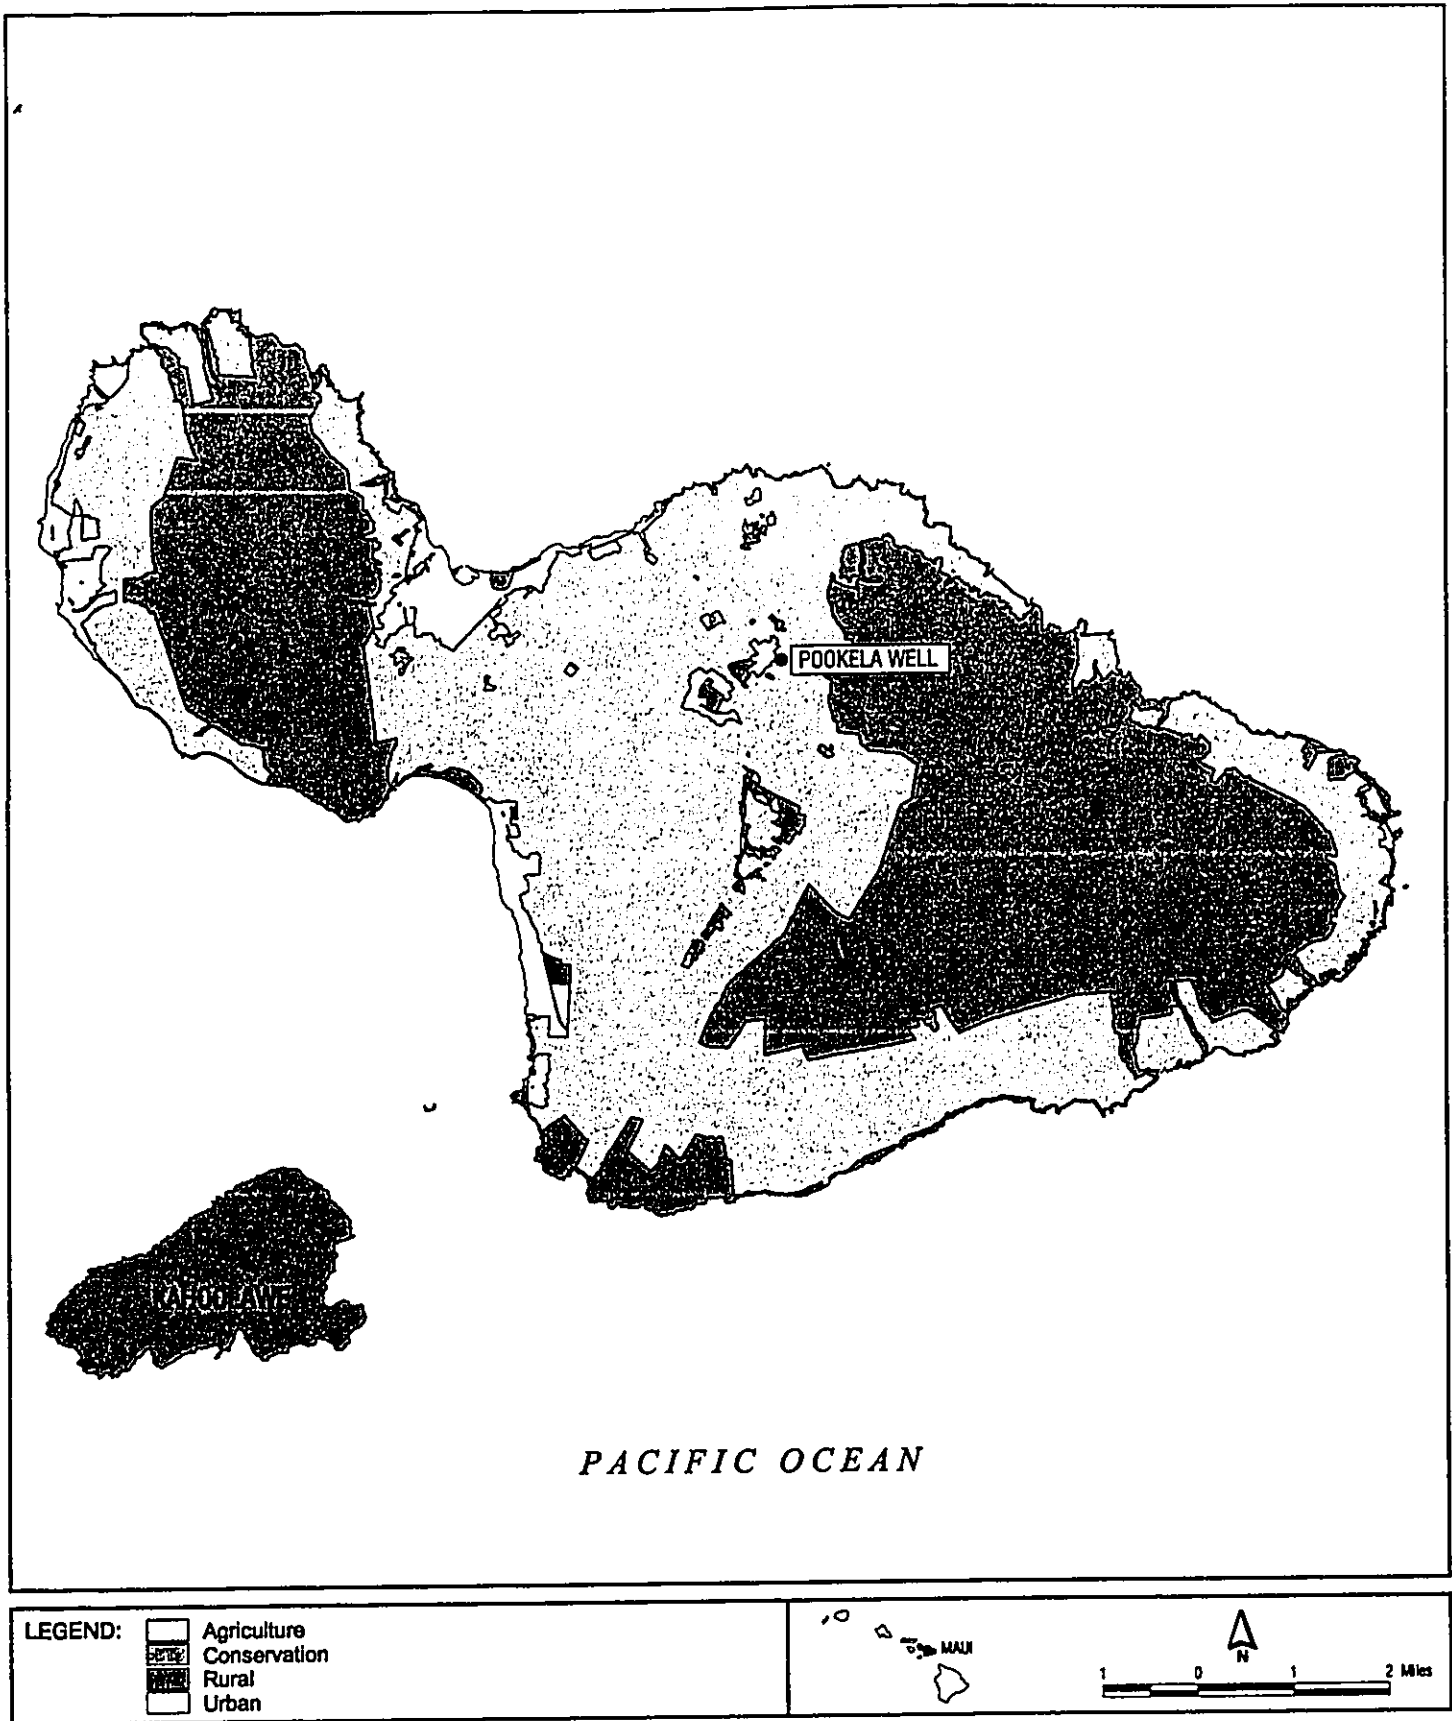 POOKELA WELL
KAHOOLAWE
PACIFIC OCEAN
LEGEND:
Agriculture
Conservation
Rural
Urban
MAUI
N
1 0 1 2 Miles